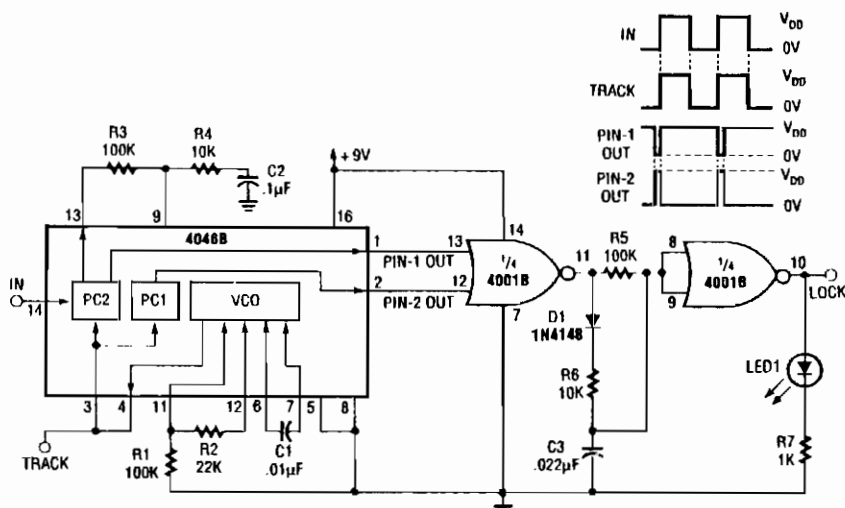 IN
V_DD
0V
TRACK
V_DD
0V
PIN-1
OUT
V_DD
0V
PIN-2
OUT
V_DD
0V
R3
100K
R4
10K
C2
.1µF
+9V
13
9
16
4046B
1
PIN-1 OUT
2
PIN-2 OUT
IN
14
PC2
PC1
VCO
3
4
11
12
6
7
5
8
TRACK
R1
100K
R2
22K
C1
.01µF
13
12
14
1/4
4001B
7
11
R5
100K
D1
1N4148
R6
10K
C3
.022µF
8
9
1/4
4001B
10
LOCK
LED1
R7
1K